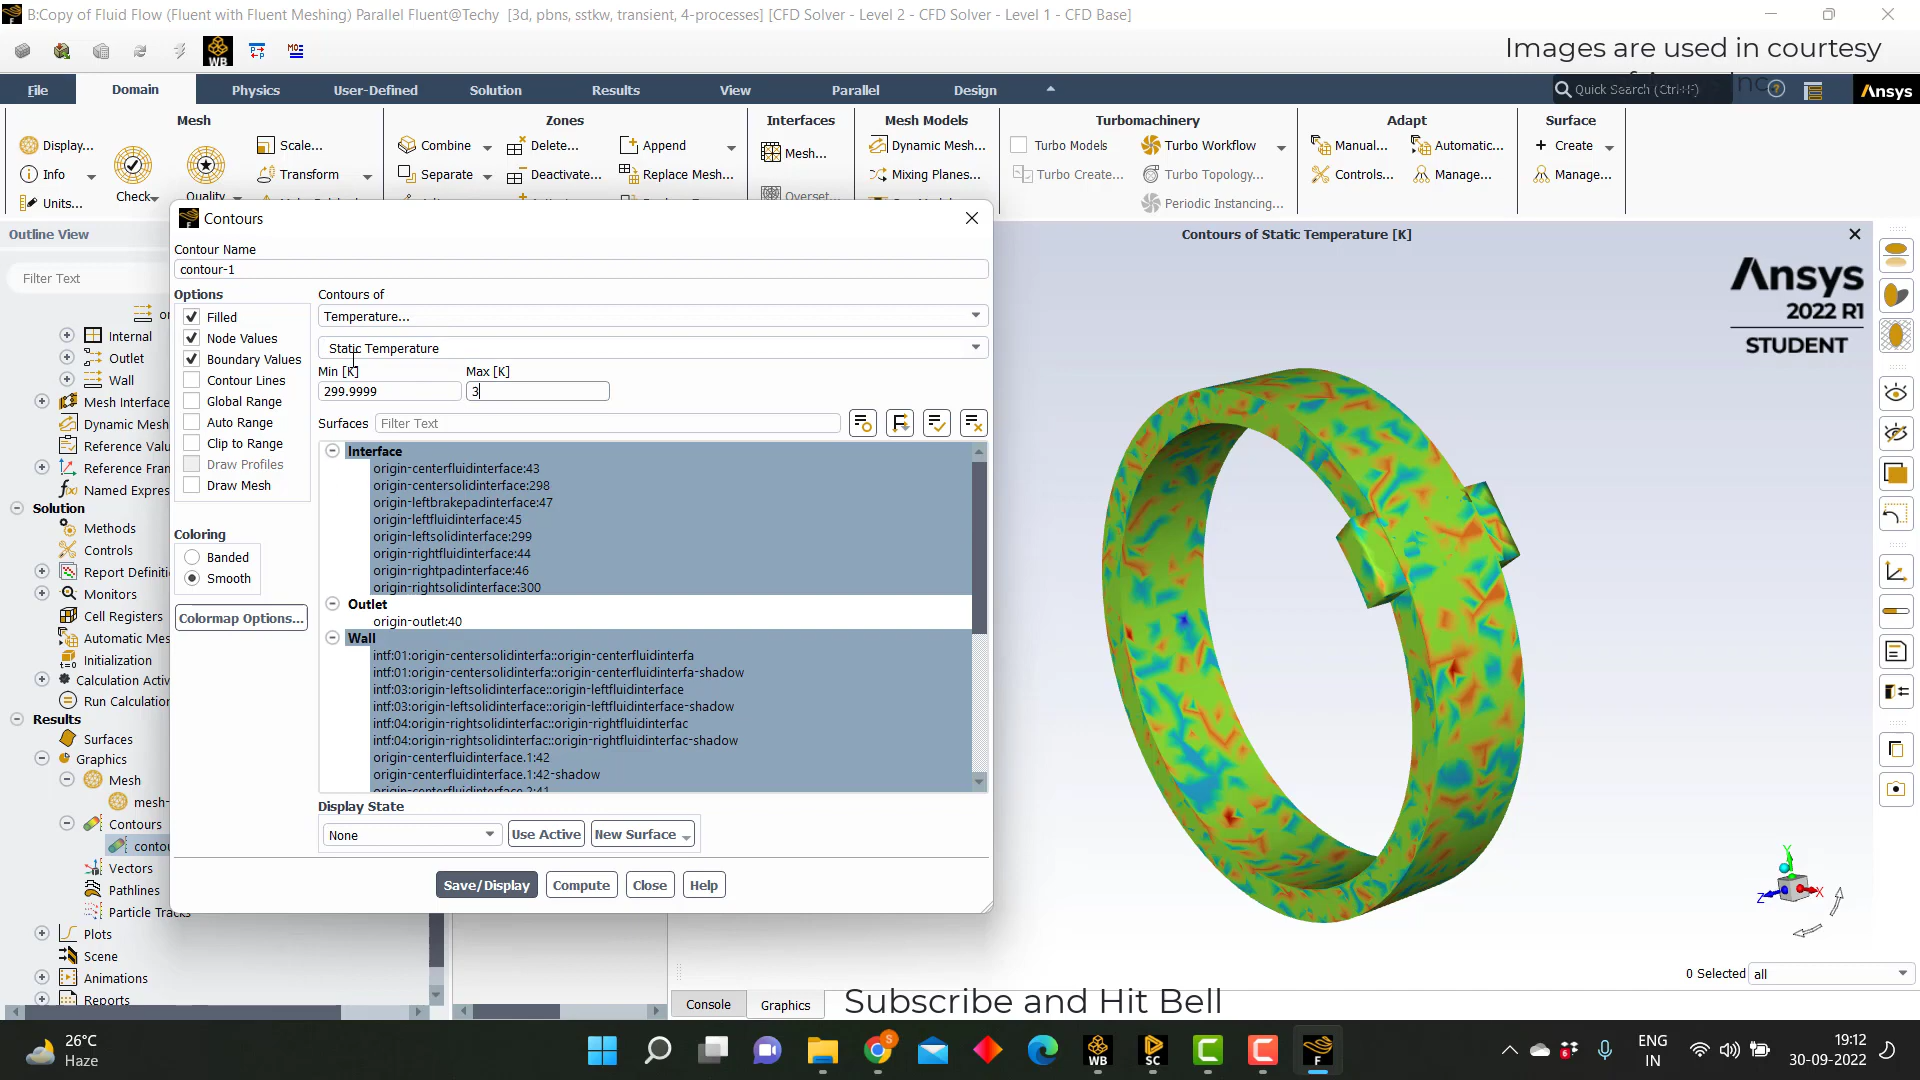 B:Copy of Fluid Flow (Fluent with Fluent Meshing) Parallel Fluent@Techy [3d, pbns, sstkw, transient, 4-processes] [CFD Solver - Level 2 - CFD Solver - Level 1 - CFD Base]
Images are used in courtesy
File
Domain
Physics
User-Defined
Solution
Results
View
Parallel
Design
Quick Search (Ctrl+F)
Ansys
Mesh
Zones
Interfaces
Mesh Models
Turbomachinery
Adapt
Surface
Display...
Info
Units...
Check
Quality
Scale...
Transform
Combine
Separate
Delete...
Deactivate...
Append
Replace Mesh...
Mesh...
Overset...
Dynamic Mesh...
Mixing Planes...
Turbo Models
Turbo Create...
Turbo Workflow
Turbo Topology...
Periodic Instancing...
Manual...
Controls...
Automatic...
Manage...
Create
Manage...
Outline View
Filter Text
Internal
Outlet
Wall
Mesh Interface
Dynamic Mesh
Reference Valu
Reference Fran
Named Expres
Solution
Methods
Controls
Report Definiti
Monitors
Cell Registers
Automatic Mes
Initialization
Calculation Activ
Run Calculation
Results
Surfaces
Graphics
Mesh
mesh-
Contours
contou
Vectors
Pathlines
Particle Tracks
Plots
Scene
Animations
Reports
Contours
Contour Name
contour-1
Options
Filled
Node Values
Boundary Values
Contour Lines
Global Range
Auto Range
Clip to Range
Draw Profiles
Draw Mesh
Coloring
Banded
Smooth
Colormap Options...
Contours of
Temperature...
Static Temperature
Min [K]
Max [K]
299.9999
3
Surfaces
Filter Text
Interface
origin-centerfluidinterface:43
origin-centersolidinterface:298
origin-leftbrakepadinterface:47
origin-leftfluidinterface:45
origin-leftsolidinterface:299
origin-rightfluidinterface:44
origin-rightpadinterface:46
origin-rightsolidinterface:300
Outlet
origin-outlet:40
Wall
intf:01:origin-centersolidinterfa::origin-centerfluidinterfa
intf:01:origin-centersolidinterfa::origin-centerfluidinterfa-shadow
intf:03:origin-leftsolidinterface::origin-leftfluidinterface
intf:03:origin-leftsolidinterface::origin-leftfluidinterface-shadow
intf:04:origin-rightsolidinterfac::origin-rightfluidinterfac
intf:04:origin-rightsolidinterfac::origin-rightfluidinterfac-shadow
origin-centerfluidinterface.1:42
origin-centerfluidinterface.1:42-shadow
origin-centerfluidinterface.2:41
Display State
None
Use Active
New Surface
Save/Display
Compute
Close
Help
Contours of Static Temperature [K]
Ansys
2022 R1
STUDENT
Y
Z
X
0 Selected
all
Console
Graphics
Subscribe and Hit Bell
26°C
Haze
ENG
IN
19:12
30-09-2022